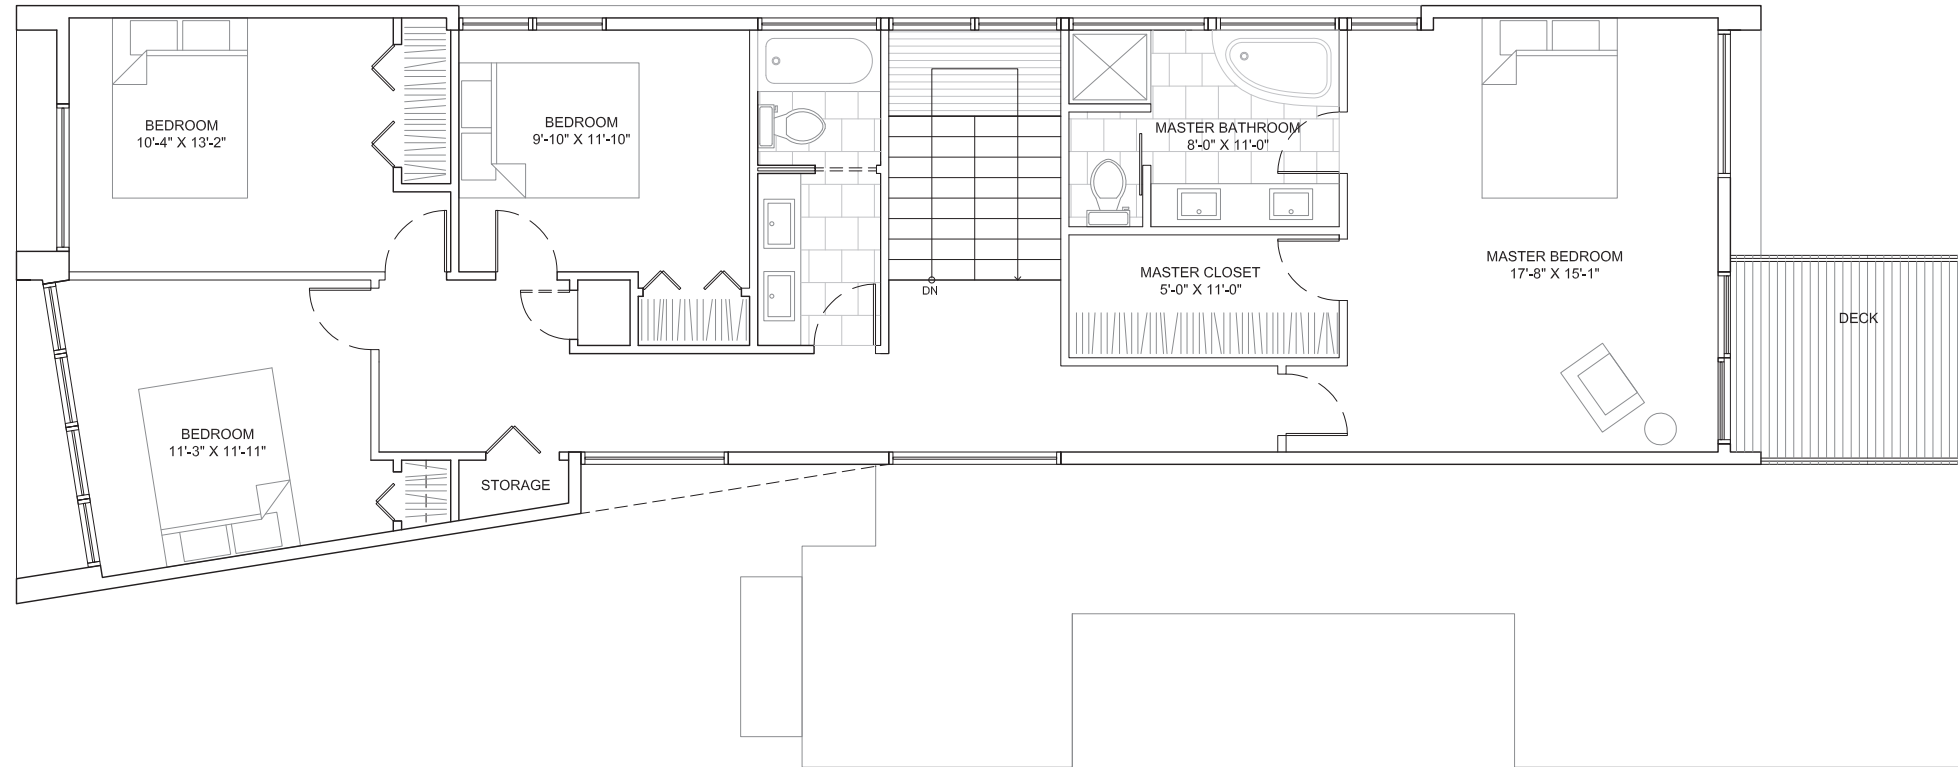 BEDROOM
10'-4" X 13'-2"
BEDROOM
9'-10" X 11'-10"
MASTER BATHROOM
8'-0" X 11'-0"
MASTER BEDROOM
17'-8" X 15'-1"
MASTER CLOSET
5'-0" X 11'-0"
DN
DECK
BEDROOM
11'-3" X 11'-11"
STORAGE